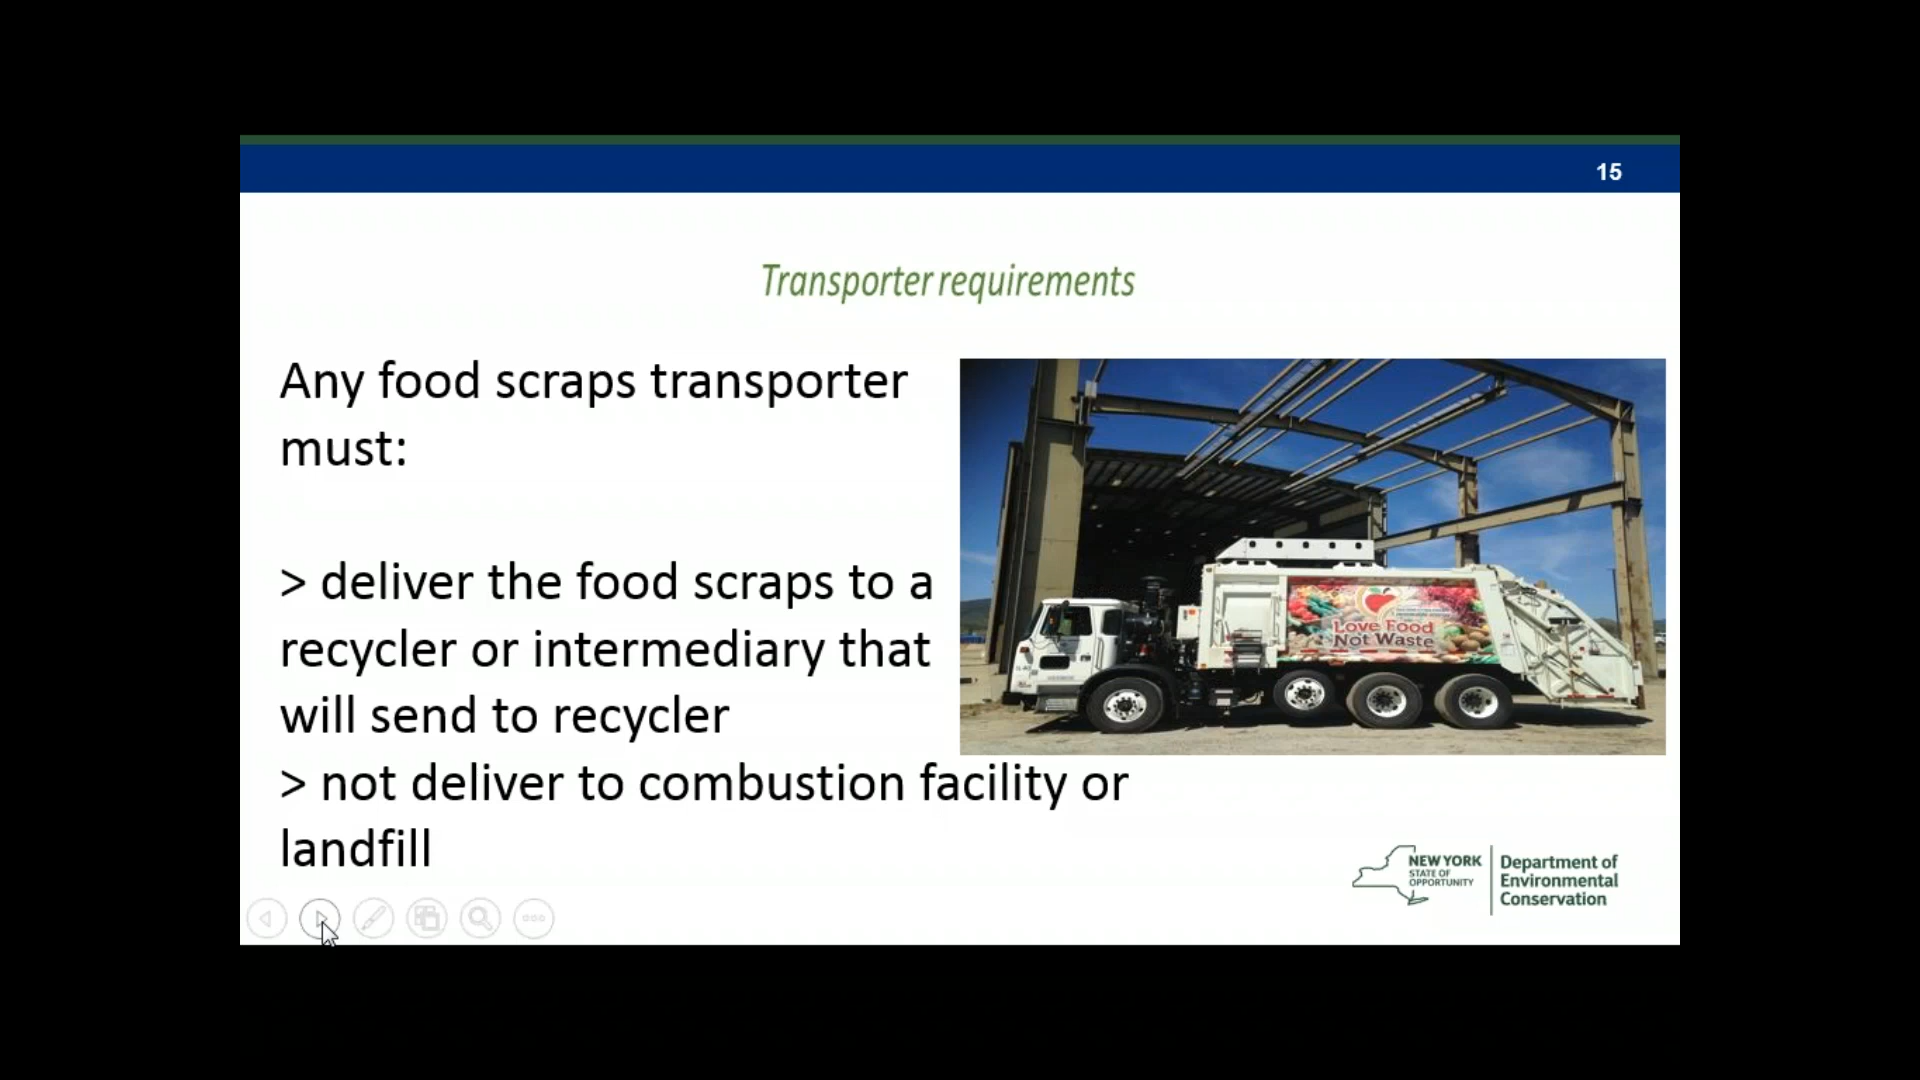 15
Transporter requirements
Any food scraps transporter
must:
> deliver the food scraps to a
recycler or intermediary that
will send to recycler
> not deliver to combustion facility or
landfill
Love Food
Not Waste
NEW YORK
STATE OF
OPPORTUNITY
Department of
Environmental
Conservation